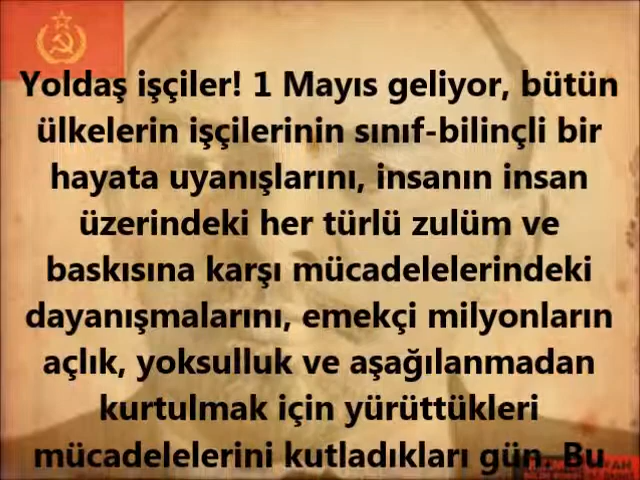 Yoldaş işçiler! 1 Mayıs geliyor, bütün
ülkelerin işçilerinin sınıf-bilinçli bir
hayata uyanışlarını, insanın insan
üzerindeki her türlü zulüm ve
baskısına karşı mücadelelerindeki
dayanışmalarını, emekçi milyonların
açlık, yoksulluk ve aşağılanmadan
kurtulmak için yürüttükleri
mücadelelerini kutladıkları gün. Bu